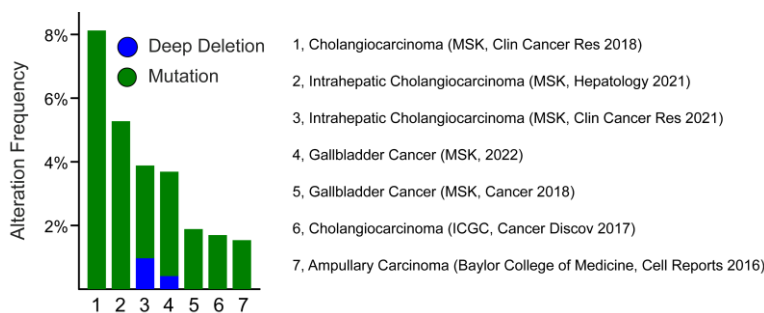 8%
6%
4%
2%
Alteration Frequency
Deep Deletion
Mutation
1 2 3 4 5 6 7
1, Cholangiocarcinoma (MSK, Clin Cancer Res 2018)
2, Intrahepatic Cholangiocarcinoma (MSK, Hepatology 2021)
3, Intrahepatic Cholangiocarcinoma (MSK, Clin Cancer Res 2021)
4, Gallbladder Cancer (MSK, 2022)
5, Gallbladder Cancer (MSK, Cancer 2018)
6, Cholangiocarcinoma (ICGC, Cancer Discov 2017)
7, Ampullary Carcinoma (Baylor College of Medicine, Cell Reports 2016)